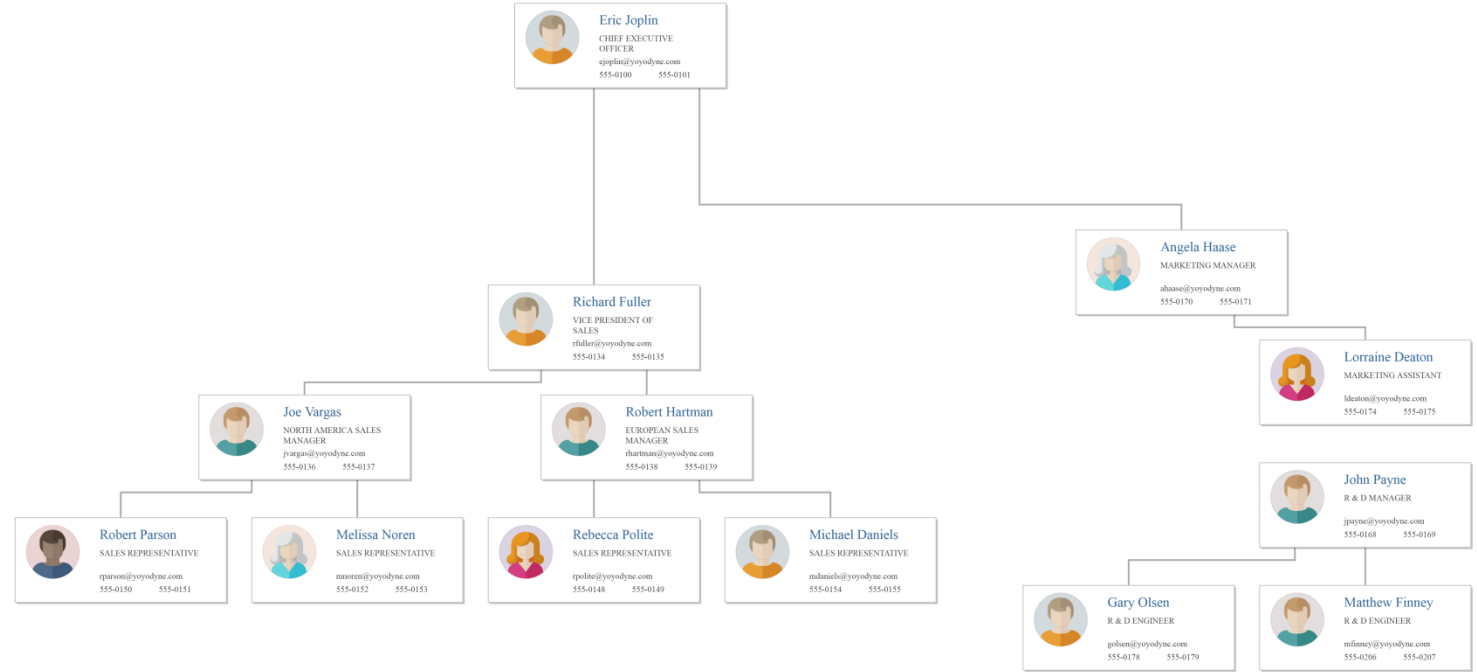 Eric Joplin
CHIEF EXECUTIVE
OFFICER
ejoplin@yoyodyne.com
555-0100 555-0101
Angela Haase
MARKETING MANAGER
ahaase@yoyodyne.com
555-0170 555-0171
Richard Fuller
VICE PRESIDENT OF
SALES
rfuller@yoyodyne.com
555-0134 555-0135
Lorraine Deaton
MARKETING ASSISTANT
ldeaton@yoyodyne.com
555-0174 555-0175
Joe Vargas
NORTH AMERICA SALES
MANAGER
jvargas@yoyodyne.com
555-0136 555-0137
Robert Hartman
EUROPEAN SALES
MANAGER
rhartman@yoyodyne.com
555-0138 555-0139
John Payne
R & D MANAGER
jpayne@yoyodyne.com
555-0168 555-0169
Robert Parson
SALES REPRESENTATIVE
rparson@yoyodyne.com
555-0150 555-0151
Melissa Noren
SALES REPRESENTATIVE
mnoren@yoyodyne.com
555-0152 555-0153
Rebecca Polite
SALES REPRESENTATIVE
rpolite@yoyodyne.com
555-0148 555-0149
Michael Daniels
SALES REPRESENTATIVE
mdaniels@yoyodyne.com
555-0154 555-0155
Gary Olsen
R & D ENGINEER
golsen@yoyodyne.com
555-0178 555-0179
Matthew Finney
R & D ENGINEER
mfinney@yoyodyne.com
555-0206 555-0207